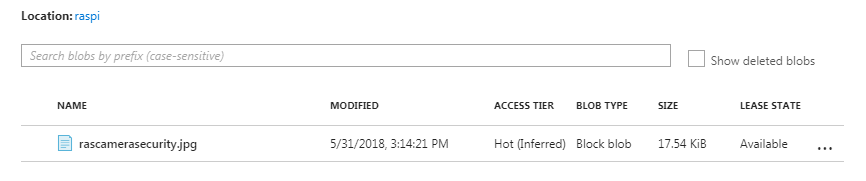 Location: raspi
Search blobs by prefix (case-sensitive)
Show deleted blobs
NAME MODIFIED ACCESS TIER BLOB TYPE SIZE LEASE STATE
rascamerasecurity.jpg 5/31/2018, 3:14:21 PM Hot (Inferred) Block blob 17.54 KiB Available ...